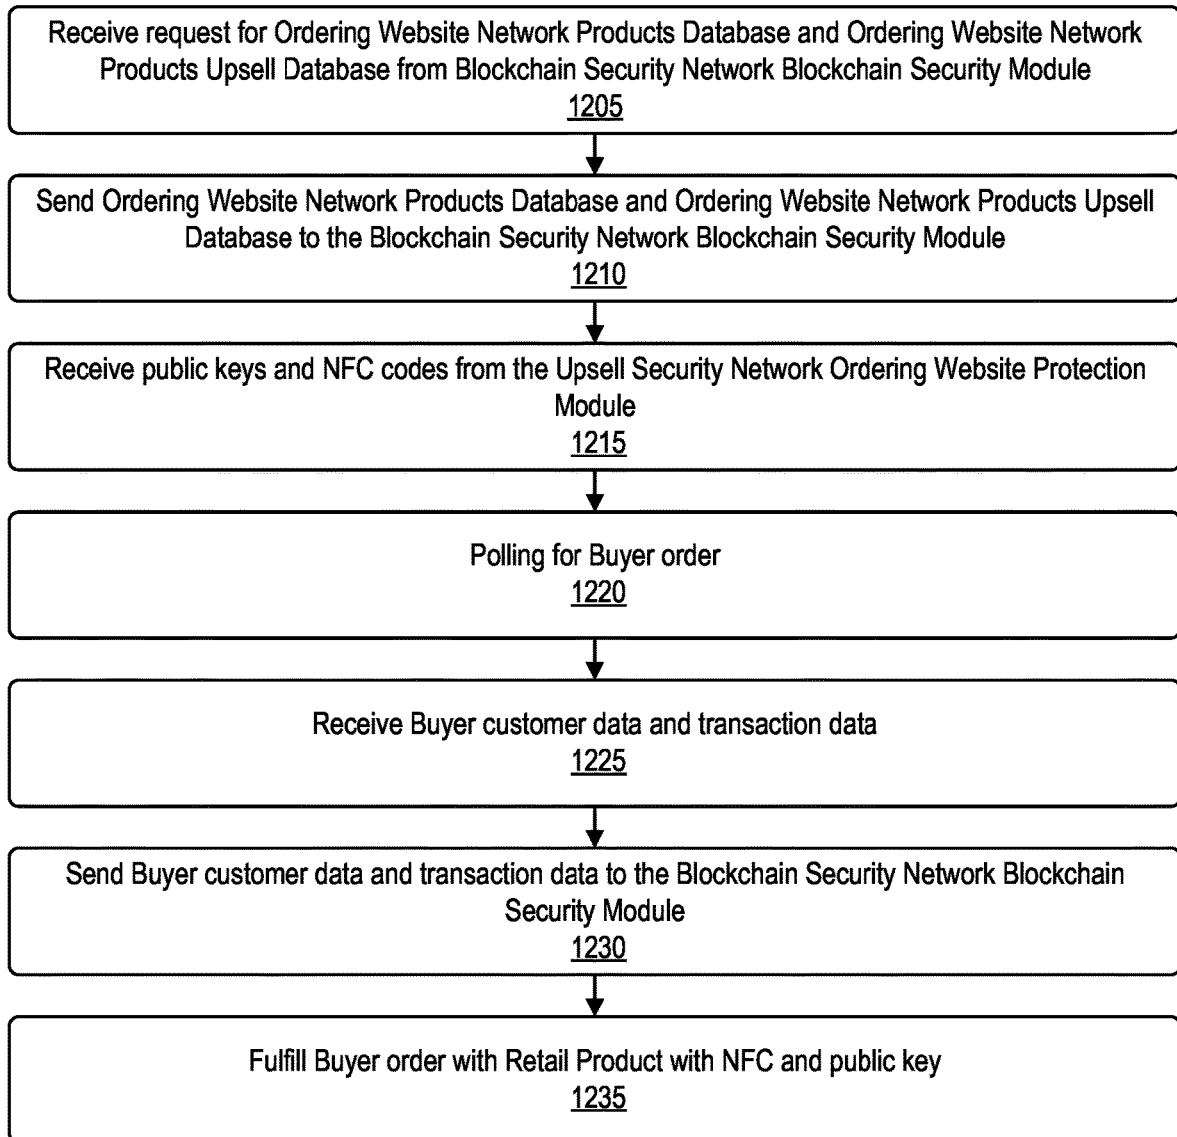 Receive request for Ordering Website Network Products Database and Ordering Website Network
Products Upsell Database from Blockchain Security Network Blockchain Security Module
1205
Send Ordering Website Network Products Database and Ordering Website Network Products Upsell
Database to the Blockchain Security Network Blockchain Security Module
1210
Receive public keys and NFC codes from the Upsell Security Network Ordering Website Protection
Module
1215
Polling for Buyer order
1220
Receive Buyer customer data and transaction data
1225
Send Buyer customer data and transaction data to the Blockchain Security Network Blockchain
Security Module
1230
Fulfill Buyer order with Retail Product with NFC and public key
1235